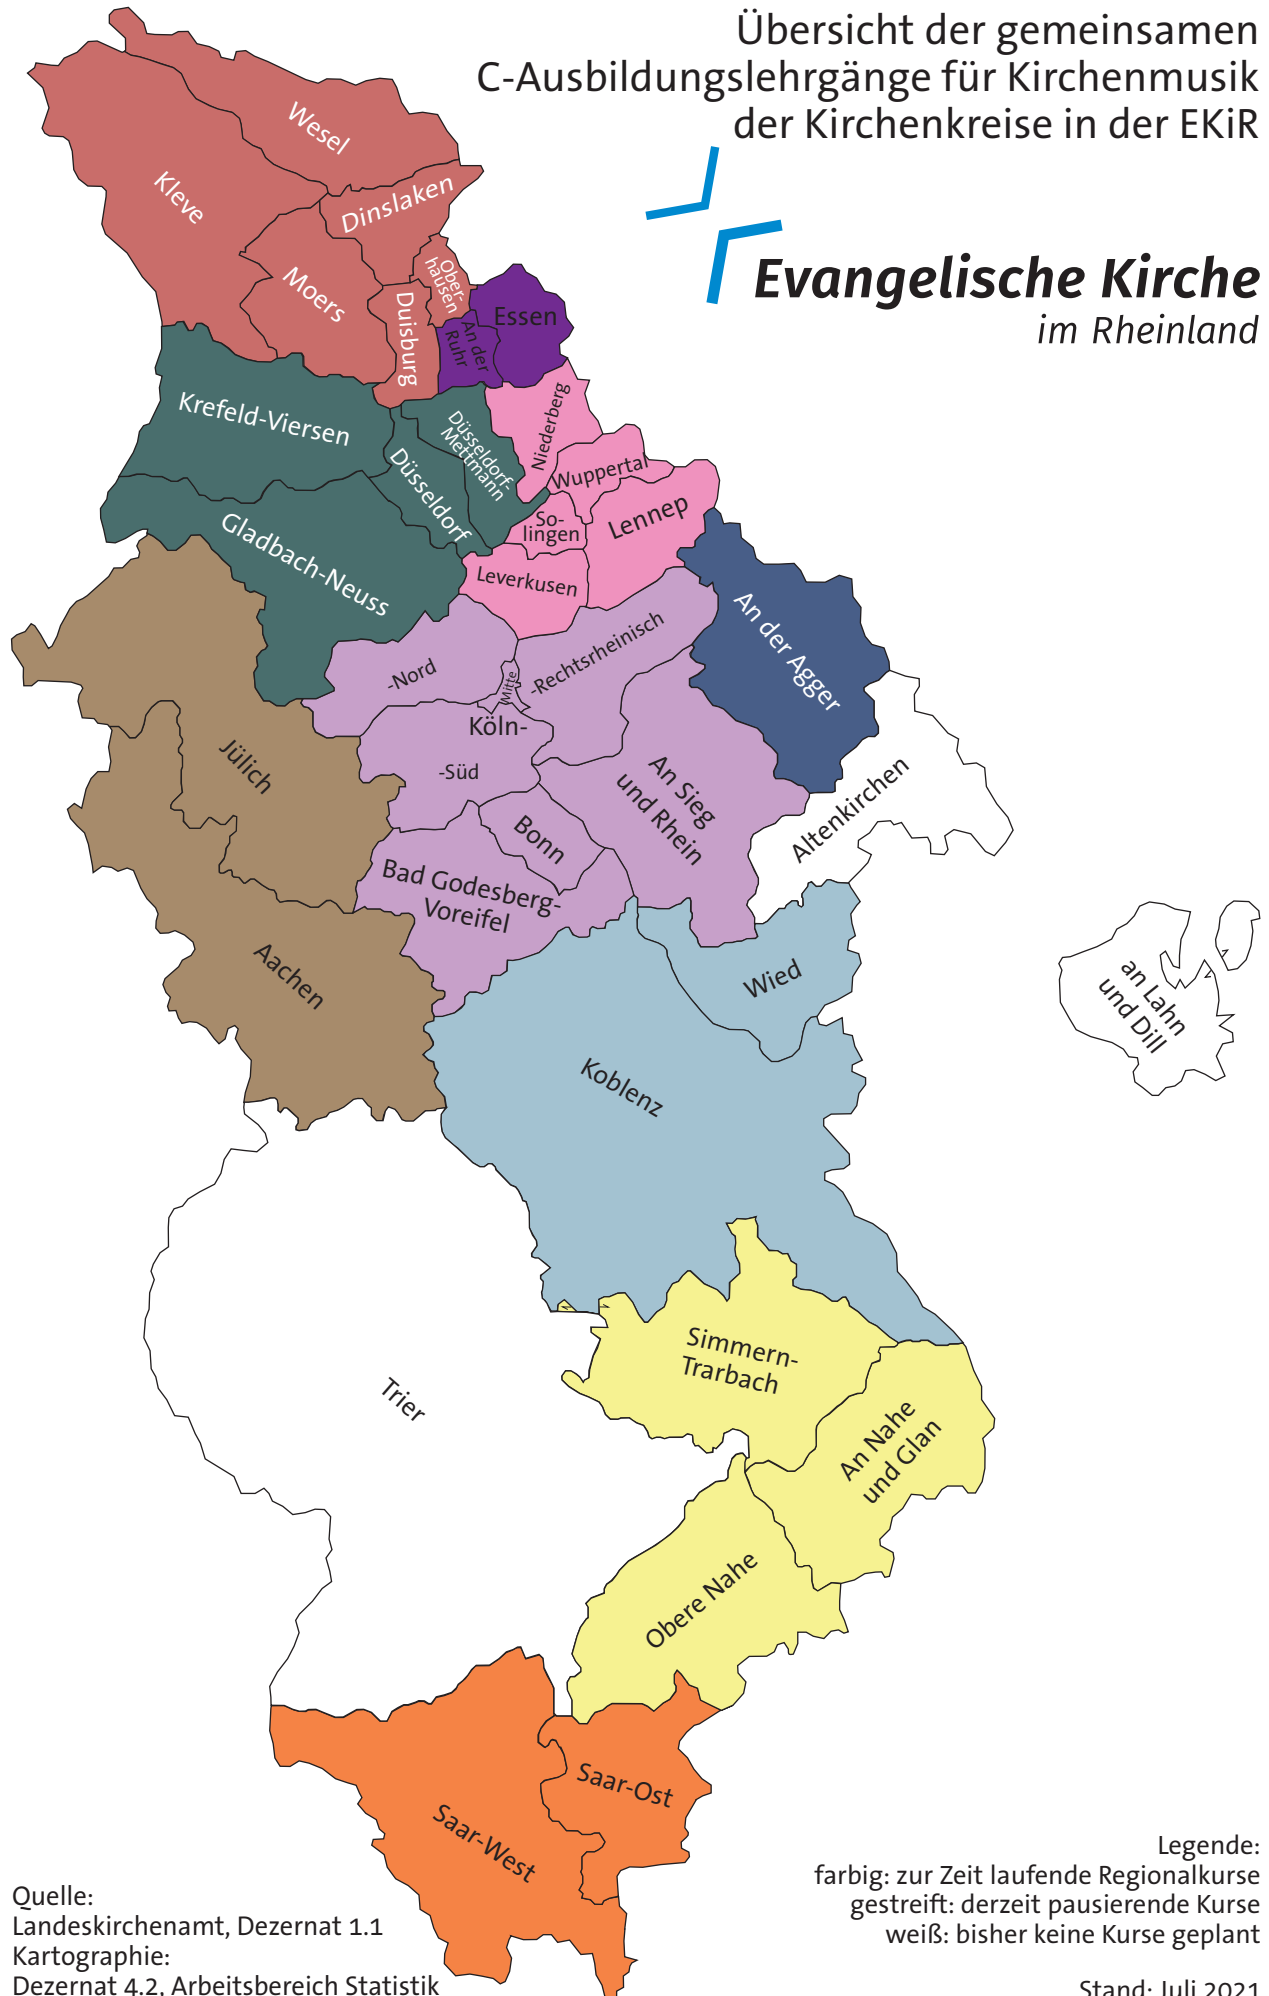 Übersicht der gemeinsamen
C-Ausbildungslehrgänge für Kirchenmusik
der Kirchenkreise in der EKiR
Evangelische Kirche
im Rheinland
Wesel
Kleve
Dinslaken
Moers
Ober-
hausen
Duisburg
Essen
An der
Ruhr
Krefeld-Viersen
Düsseldorf-
Mettmann
Düsseldorf
Niederberg
Wuppertal
So-
lingen
Lennep
Gladbach-Neuss
Leverkusen
An der Agger
-Nord
Mitte
-Rechtsrheinisch
Köln-
-Süd
Jülich
An Sieg
und Rhein
Altenkirchen
Bonn
Bad Godesberg-
Voreifel
Aachen
Wied
an Lahn
und Dill
Koblenz
Simmern-
Trarbach
Trier
An Nahe
und Glan
Obere Nahe
Saar-Ost
Saar-West
Legende:
farbig: zur Zeit laufende Regionalkurse
gestreift: derzeit pausierende Kurse
weiß: bisher keine Kurse geplant
Stand: Juli 2021
Quelle:
Landeskirchenamt, Dezernat 1.1
Kartographie:
Dezernat 4.2, Arbeitsbereich Statistik